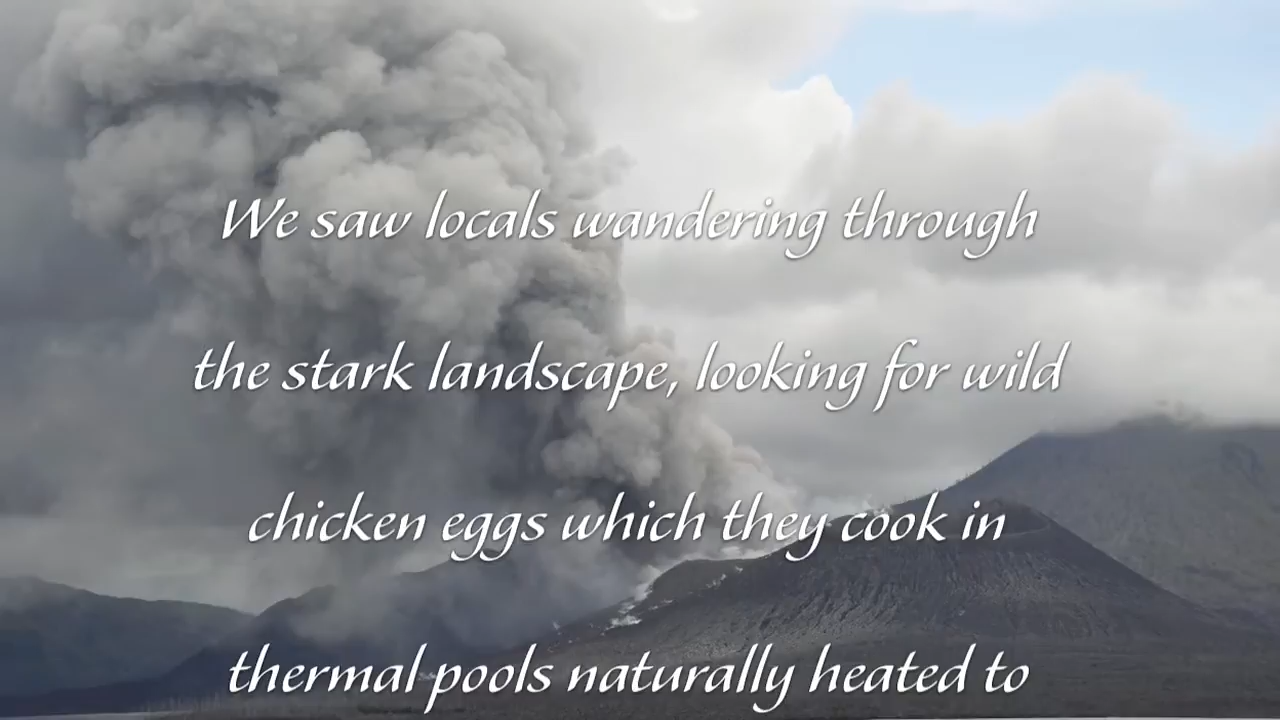 We saw locals wandering through
the stark landscape, looking for wild
chicken eggs which they cook in
thermal pools naturally heated to